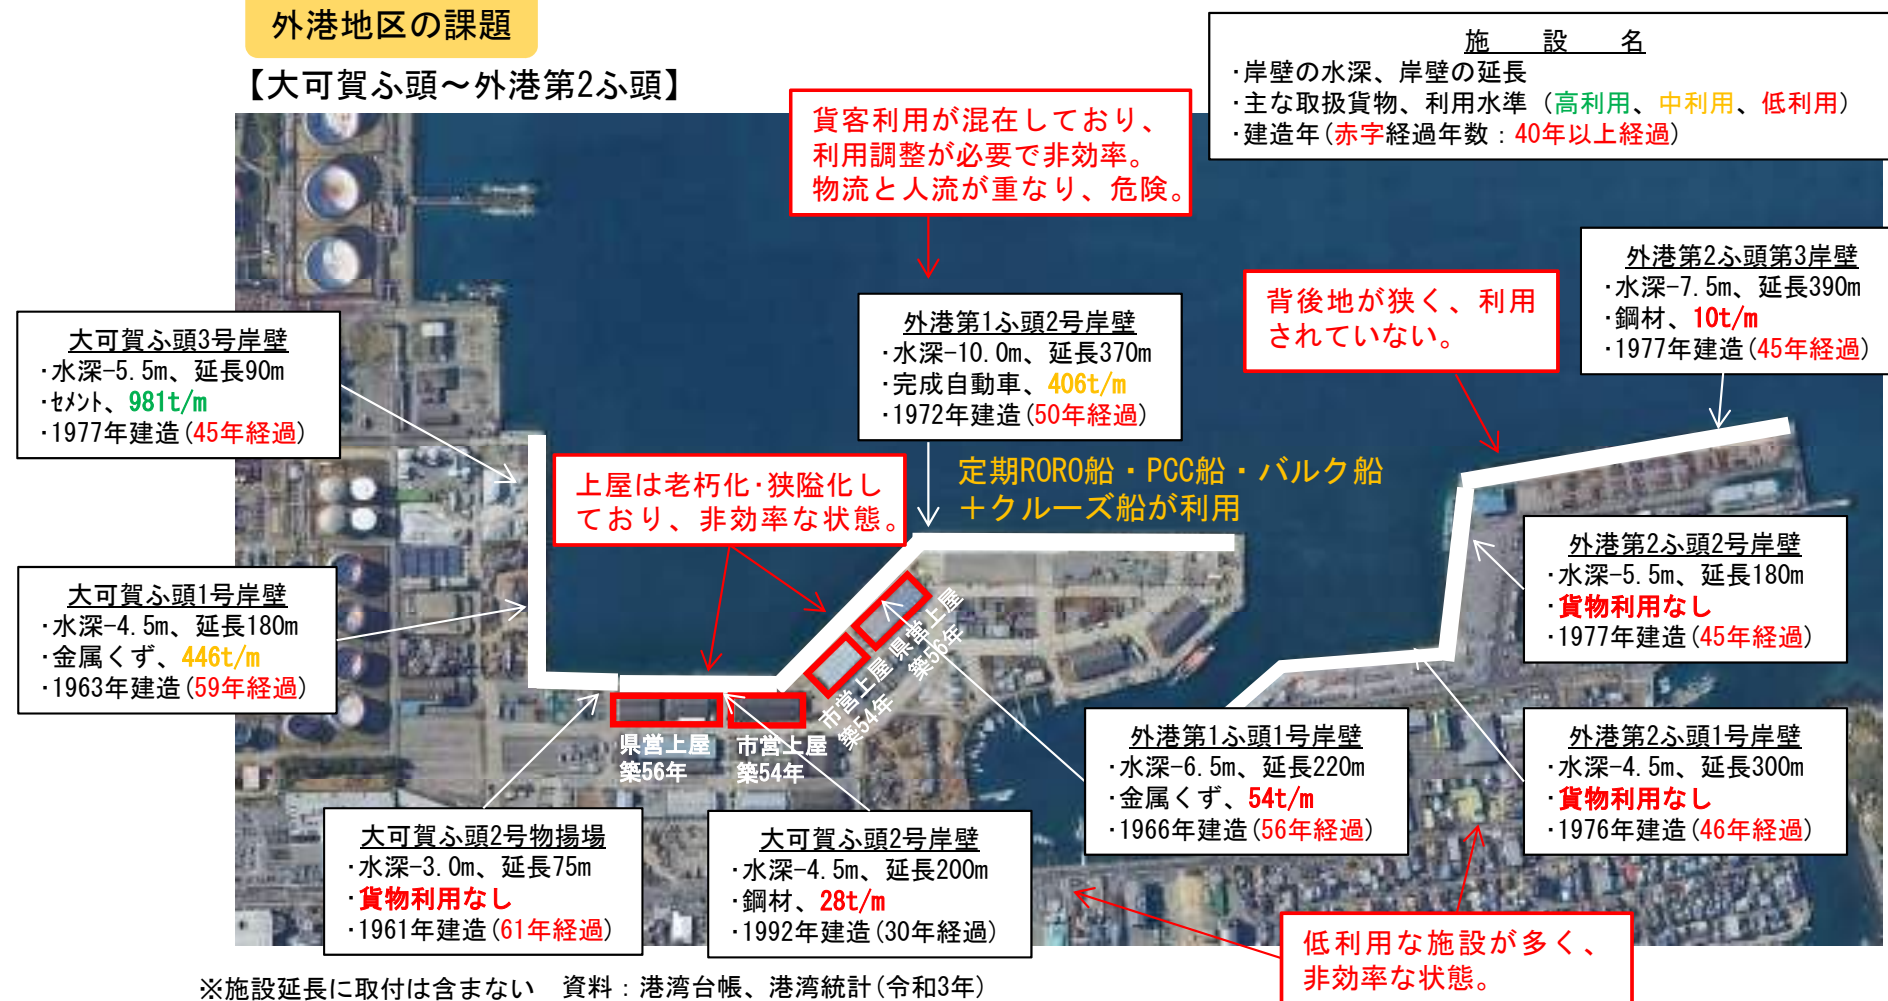 外港地区の課題
【大可賀ふ頭～外港第2ふ頭】
施　設　名
･岸壁の水深、岸壁の延長
･主な取扱貨物、利用水準（高利用、中利用、低利用）
･建造年(赤字経過年数：40年以上経過)
貨客利用が混在しており、
利用調整が必要で非効率。
物流と人流が重なり、危険。
外港第2ふ頭第3岸壁
･水深-7.5m、延長390m
･鋼材、10t/m
･1977年建造(45年経過)
背後地が狭く、利用
されていない。
外港第1ふ頭2号岸壁
･水深-10.0m、延長370m
･完成自動車、406t/m
･1972年建造(50年経過)
大可賀ふ頭3号岸壁
･水深-5.5m、延長90m
･ｾﾒﾝﾄ、981t/m
･1977年建造(45年経過)
定期RORO船・PCC船・バルク船
＋クルーズ船が利用
上屋は老朽化･狭隘化し
ており、非効率な状態。
外港第2ふ頭2号岸壁
･水深-5.5m、延長180m
･貨物利用なし
･1977年建造(45年経過)
大可賀ふ頭1号岸壁
･水深-4.5m、延長180m
･金属くず、446t/m
･1963年建造(59年経過)
県営上屋
築56年
市営上屋
築54年
県営上屋
築56年
市営上屋
築54年
外港第1ふ頭1号岸壁
･水深-6.5m、延長220m
･金属くず、54t/m
･1966年建造(56年経過)
外港第2ふ頭1号岸壁
･水深-4.5m、延長300m
･貨物利用なし
･1976年建造(46年経過)
大可賀ふ頭2号物揚場
･水深-3.0m、延長75m
･貨物利用なし
･1961年建造(61年経過)
大可賀ふ頭2号岸壁
･水深-4.5m、延長200m
･鋼材、28t/m
･1992年建造(30年経過)
低利用な施設が多く、
非効率な状態。
※施設延長に取付は含まない　資料：港湾台帳、港湾統計(令和3年)